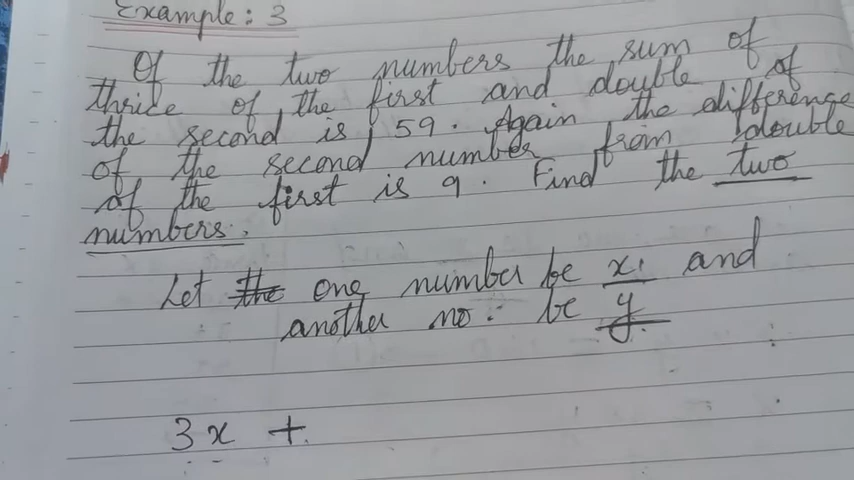 Example: 3
Of the two numbers the sum of
thrice of the first and double of
the second is 59. Again the difference
of the second number from double
of the first is 9. Find the two
numbers.
Let the one number be x, and
another no. be y.
3x +